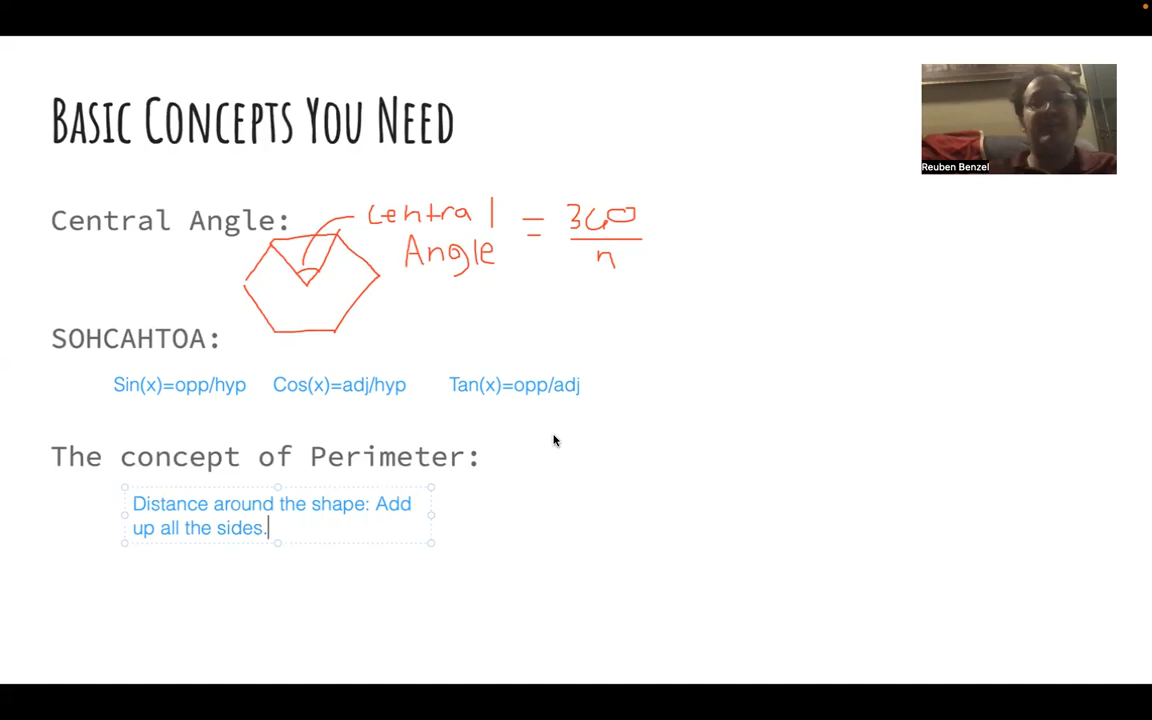 BASIC CONCEPTS YOU NEED
Reuben Benzel
Central Angle:
central
Angle
= 360
n
SOHCAHTOA:
Sin(x)=opp/hyp Cos(x)=adj/hyp Tan(x)=opp/adj
The concept of Perimeter:
Distance around the shape: Add
up all the sides.